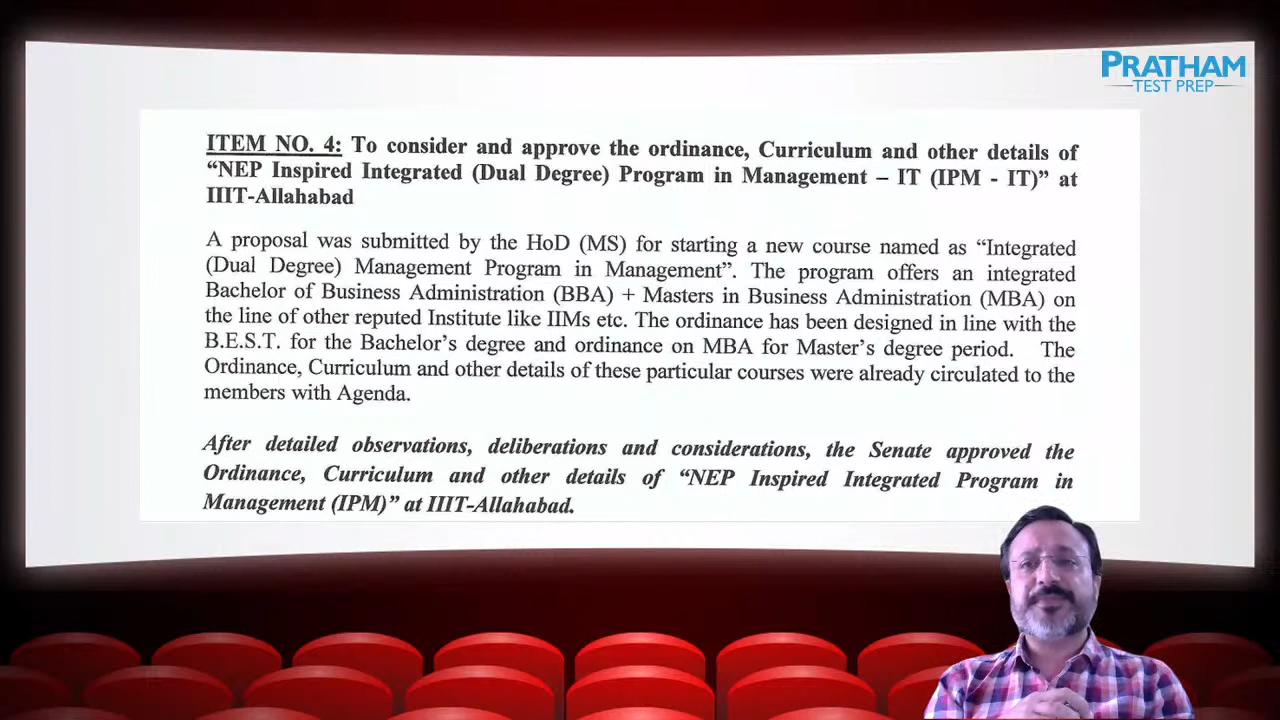 PRATHAM
TEST PREP
ITEM NO. 4: To consider and approve the ordinance, Curriculum and other details of
“NEP Inspired Integrated (Dual Degree) Program in Management – IT (IPM - IT)” at
IIIT-Allahabad
A proposal was submitted by the HoD (MS) for starting a new course named as “Integrated
(Dual Degree) Management Program in Management”. The program offers an integrated
Bachelor of Business Administration (BBA) + Masters in Business Administration (MBA) on
the line of other reputed Institute like IIMs etc. The ordinance has been designed in line with the
B.E.S.T. for the Bachelor’s degree and ordinance on MBA for Master’s degree period. The
Ordinance, Curriculum and other details of these particular courses were already circulated to the
members with Agenda.
After detailed observations, deliberations and considerations, the Senate approved the
Ordinance, Curriculum and other details of “NEP Inspired Integrated Program in
Management (IPM)” at IIIT-Allahabad.